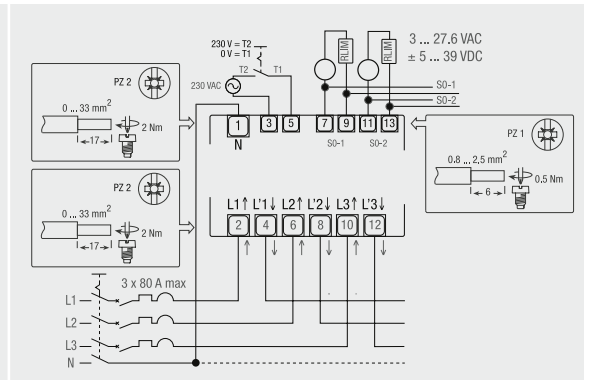 230 V = T2
0 V = T1
3 ... 27.6 VAC
± 5 ... 39 VDC
RLIM
RLIM
T2
T1
230 VAC
S0-1
S0-2
PZ 2
0 ... 33 mm²
17
2 Nm
1
3
5
7
9
11
13
N
S0-1
S0-2
PZ 1
0.8 ... 2,5 mm²
6
0.5 Nm
PZ 2
0 ... 33 mm²
17
2 Nm
L1↑ L'1↓ L2↑ L'2↓ L3↑ L'3↓
2 4 6 8 10 12
3 x 80 A max
L1
L2
L3
N